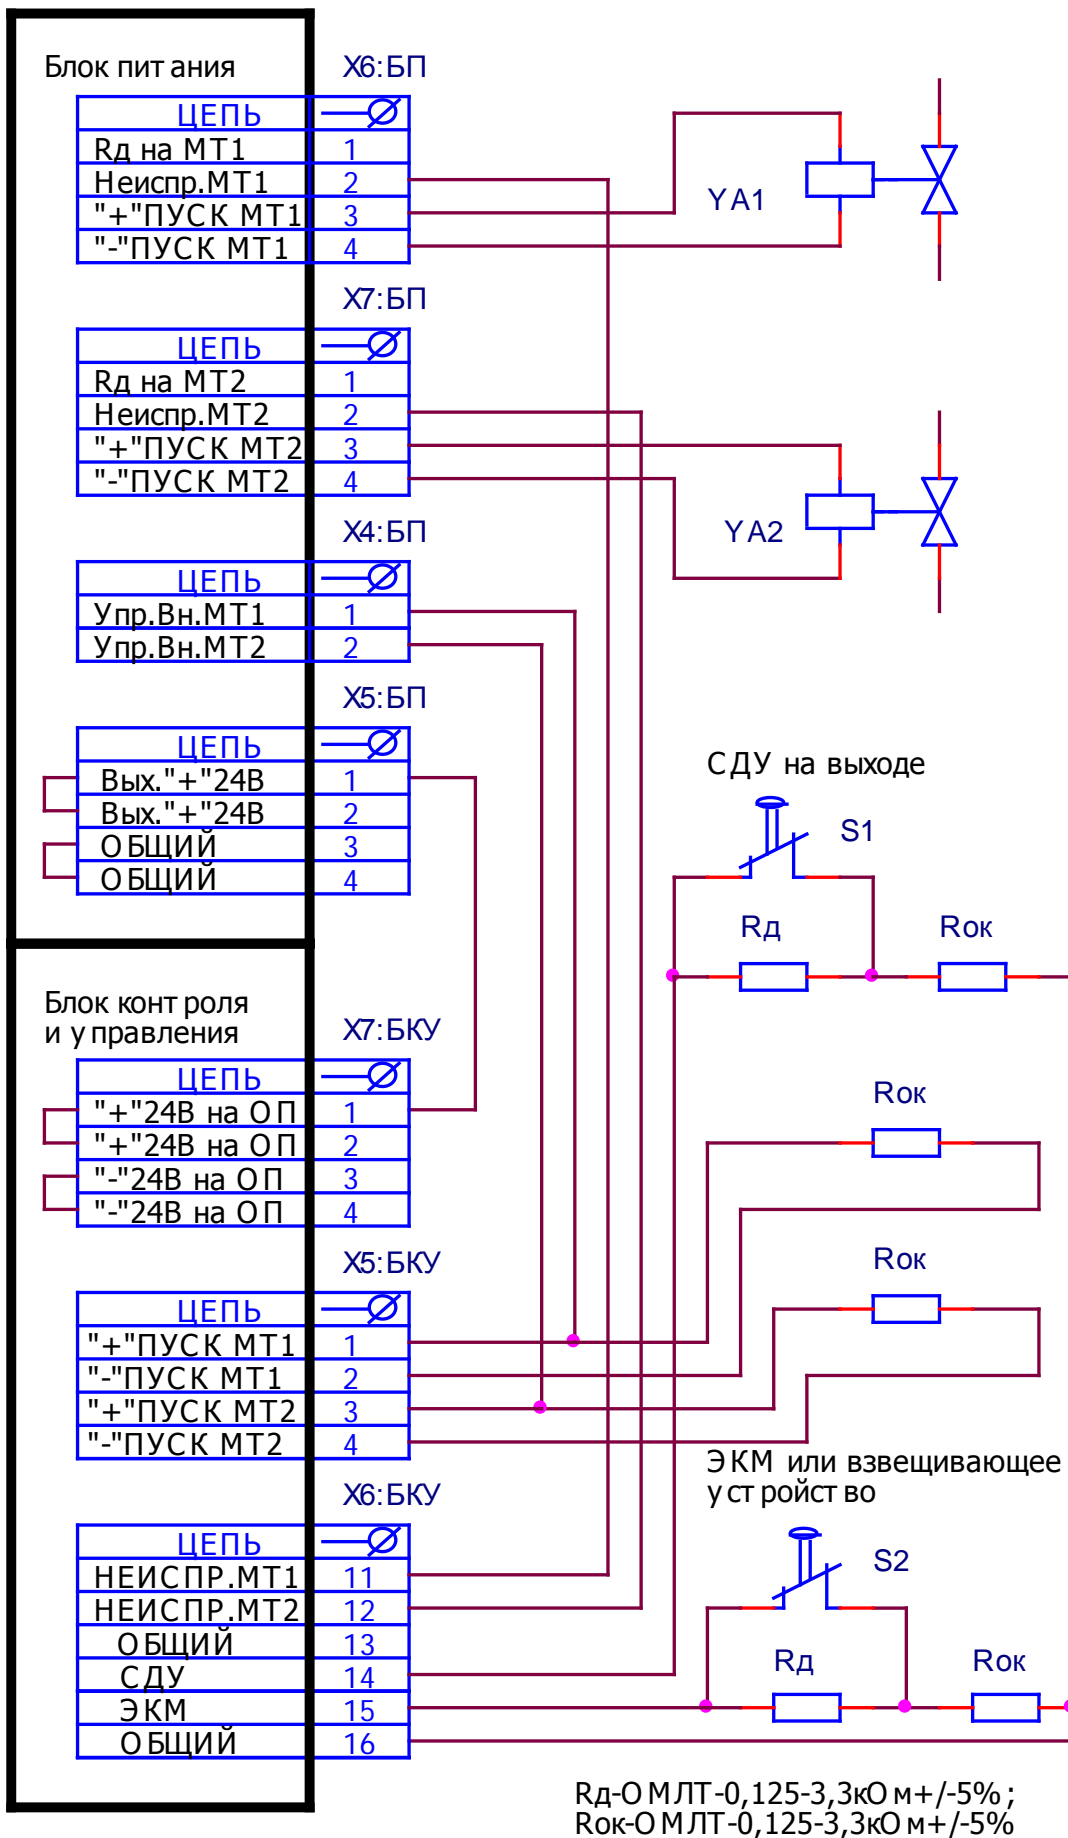 Блок питания
X6:БП
ЦЕПЬ
Rд на МТ1 1
Неиспр.МТ1 2
"+"ПУСК МТ1 3
"-"ПУСК МТ1 4
YA1
X7:БП
ЦЕПЬ
Rд на МТ2 1
Неиспр.МТ2 2
"+"ПУСК МТ2 3
"-"ПУСК МТ2 4
YA2
X4:БП
ЦЕПЬ
Упр.Вн.МТ1 1
Упр.Вн.МТ2 2
X5:БП
ЦЕПЬ
Вых."+"24В 1
Вых."+"24В 2
ОБЩИЙ 3
ОБЩИЙ 4
СДУ на выходе
S1
Rд Rок
Блок контроля
и управления
X7:БКУ
ЦЕПЬ
"+"24В на ОП 1
"+"24В на ОП 2
"-"24В на ОП 3
"-"24В на ОП 4
Rок
Rок
X5:БКУ
ЦЕПЬ
"+"ПУСК МТ1 1
"-"ПУСК МТ1 2
"+"ПУСК МТ2 3
"-"ПУСК МТ2 4
ЭКМ или взвещивающее
устройство
X6:БКУ
ЦЕПЬ
НЕИСПР.МТ1 11
НЕИСПР.МТ2 12
ОБЩИЙ 13
СДУ 14
ЭКМ 15
ОБЩИЙ 16
S2
Rд Rок
Rд-ОМЛТ-0,125-3,3кОм+/-5%;
Rок-ОМЛТ-0,125-3,3кОм+/-5%